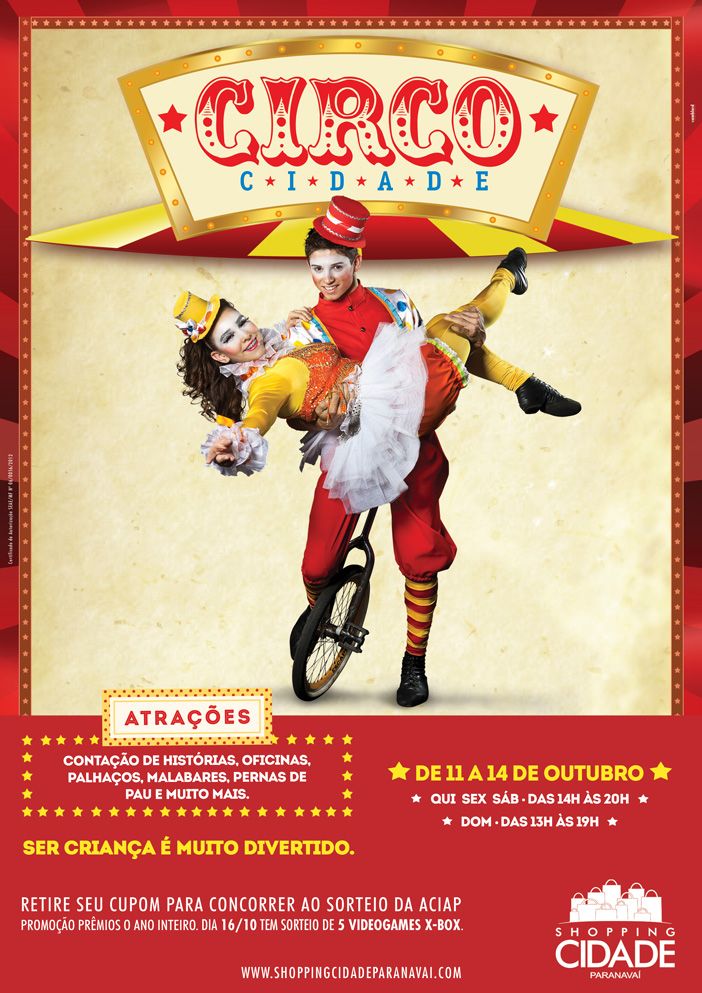 CIRCO
CIDADE
ATRAÇÕES
CONTAÇÃO DE HISTÓRIAS, OFICINAS,
PALHAÇOS, MALABARES, PERNAS DE
PAU E MUITO MAIS.
SER CRIANÇA É MUITO DIVERTIDO.
DE 11 A 14 DE OUTUBRO
QUI SEX SÁB · DAS 14H ÀS 20H
DOM · DAS 13H ÀS 19H
RETIRE SEU CUPOM PARA CONCORRER AO SORTEIO DA ACIAP
PROMOÇÃO PRÊMIOS O ANO INTEIRO. DIA 16/10 TEM SORTEIO DE 5 VIDEOGAMES X-BOX.
WWW.SHOPPINGCIDADEPARANAVAI.COM
SHOPPING
CIDADE
PARANAVAÍ